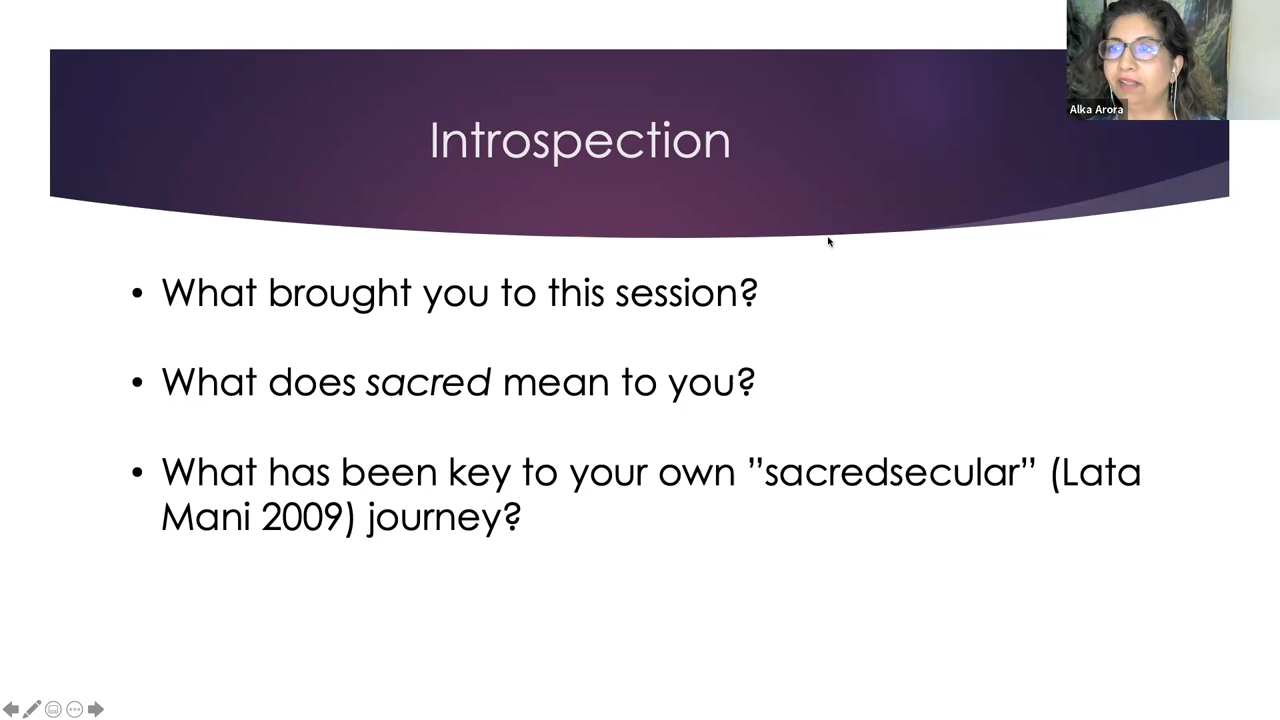 Alka Arora
Introspection
• What brought you to this session?
• What does sacred mean to you?
• What has been key to your own ”sacredsecular” (Lata
Mani 2009) journey?